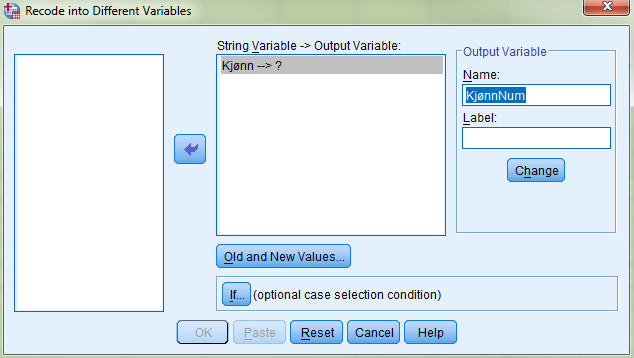 Recode into Different Variables
String Variable -> Output Variable:
Kjønn --> ?
Output Variable
Name:
KjønnNum
Label:
Change
Old and New Values...
If... (optional case selection condition)
OK Paste Reset Cancel Help